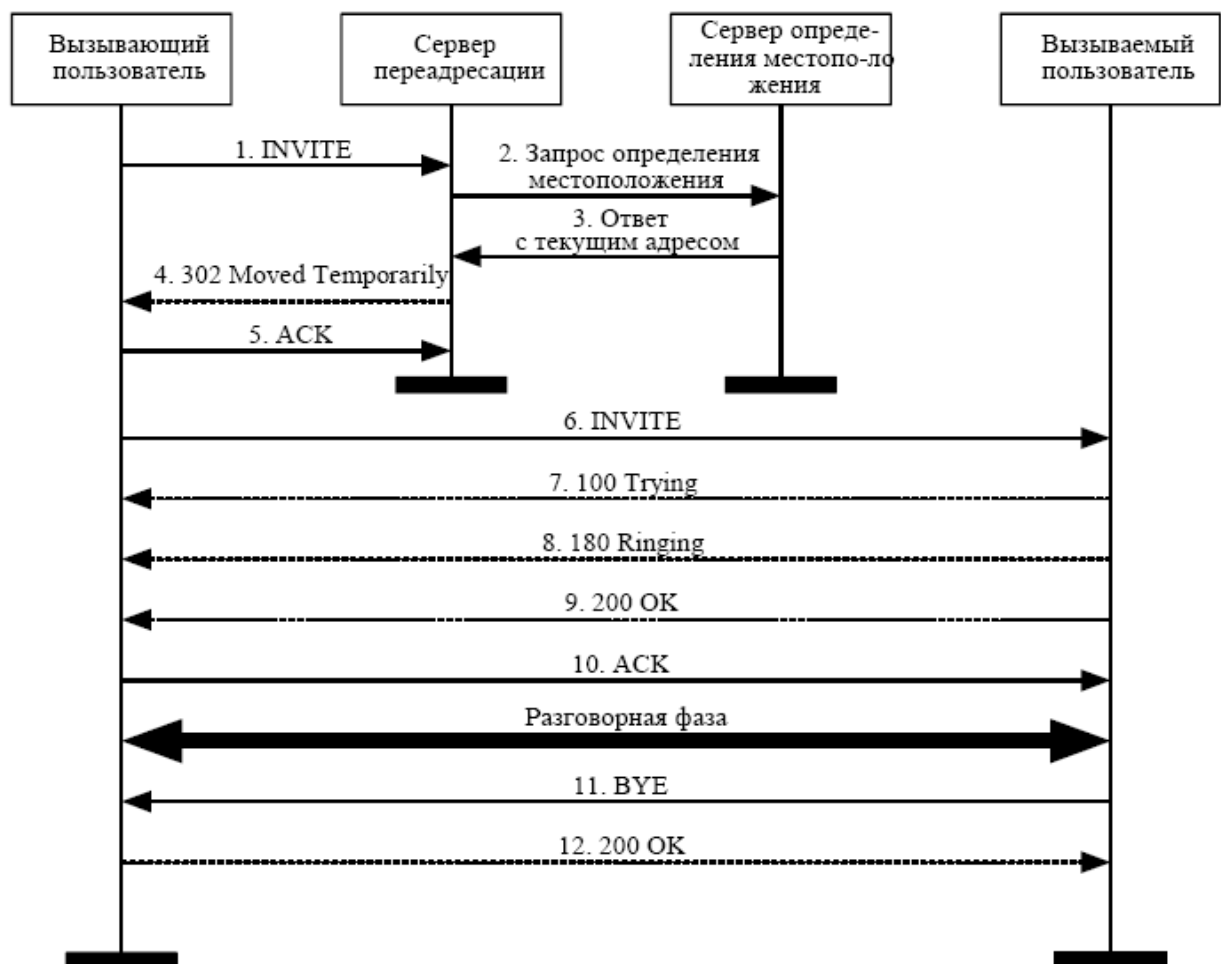 Вызывающий
пользователь
Сервер
переадресации
Сервер опреде-
ления местопо-ло
жения
Вызываемый
пользователь
1. INVITE
2. Запрос определения
местоположения
3. Ответ
с текущим адресом
4. 302 Moved Temporarily
5. ACK
6. INVITE
7. 100 Trying
8. 180 Ringing
9. 200 OK
10. ACK
Разговорная фаза
11. BYE
12. 200 OK